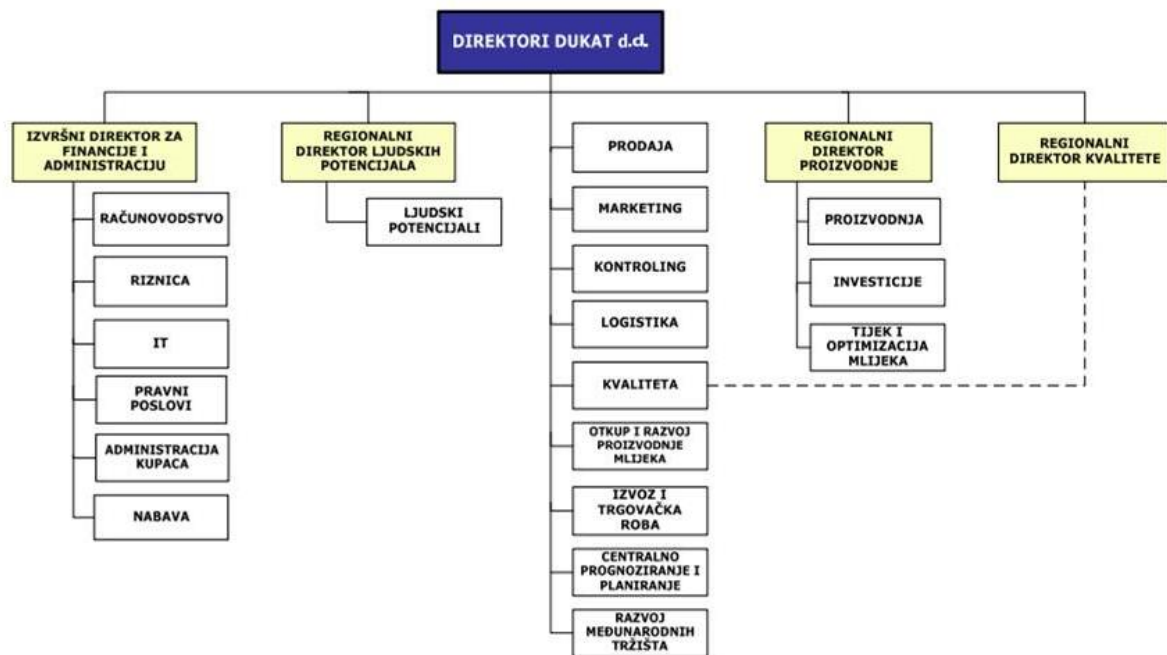 DIREKTORI DUKAT d.d.
IZVRŠNI DIREKTOR ZA
FINANCIJE I
ADMINISTRACIJU
RAČUNOVODSTVO
RIZNICA
IT
PRAVNI
POSLOVI
ADMINISTRACIJA
KUPACA
NABAVA
REGIONALNI
DIREKTOR LJUDSKIH
POTENCIJALA
LJUDSKI
POTENCIJALI
PRODAJA
MARKETING
KONTROLING
LOGISTIKA
KVALITETA
OTKUP I RAZVOJ
PROIZVODNJE
MLIJEKA
IZVOZ I
TRGOVAČKA
ROBA
CENTRALNO
PROGNOZIRANJE I
PLANIRANJE
RAZVOJ
MEĐUNARODNIH
TRŽIŠTA
REGIONALNI
DIREKTOR
PROIZVODNJE
PROIZVODNJA
INVESTICIJE
TIJEK I
OPTIMIZACIJA
MLIJEKA
REGIONALNI
DIREKTOR KVALITETE